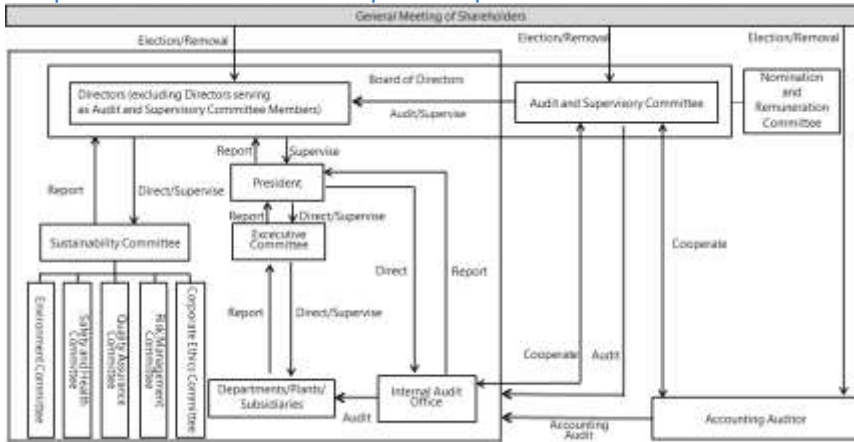 General Meeting of Shareholders
Election/Removal
Election/Removal
Election/Removal
Board of Directors
Directors (excluding Directors serving
as Audit and Supervisory Committee Members)
Audit/Supervise
Audit and Supervisory Committee
Nomination
and
Remuneration
Committee
Report
Supervise
Report
Direct/Supervise
President
Report
Direct/Supervise
Sustainability Committee
Excecutive
Committee
Cooperate
Direct
Report
Environment Committee
Safety and Health
Committee
Quality Assurance
Committee
Risk Management
Committee
Corporate Ethics Committee
Report
Direct/Supervise
Cooperate
Audit
Departments/Plants/
Subsidiaries
Audit
Internal Audit
Office
Accounting
Audit
Accounting Auditor